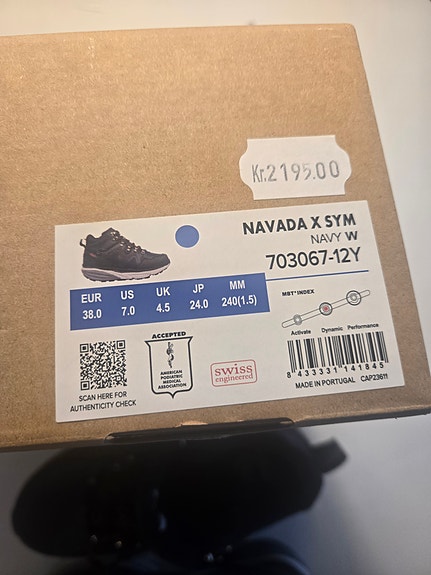 Kr.2195.00
NAVADA X SYM
NAVY W
703067-12Y
EUR US UK JP MM
38.0 7.0 4.5 24.0 240(1.5)
MBT® INDEX
Activate Dynamic Performance
ACCEPTED
AMERICAN
PODIATRIC
MEDICAL
ASSOCIATION
swiss
engineered
SCAN HERE FOR
AUTHENTICITY CHECK
8 433331 141845
MADE IN PORTUGAL CAP23611